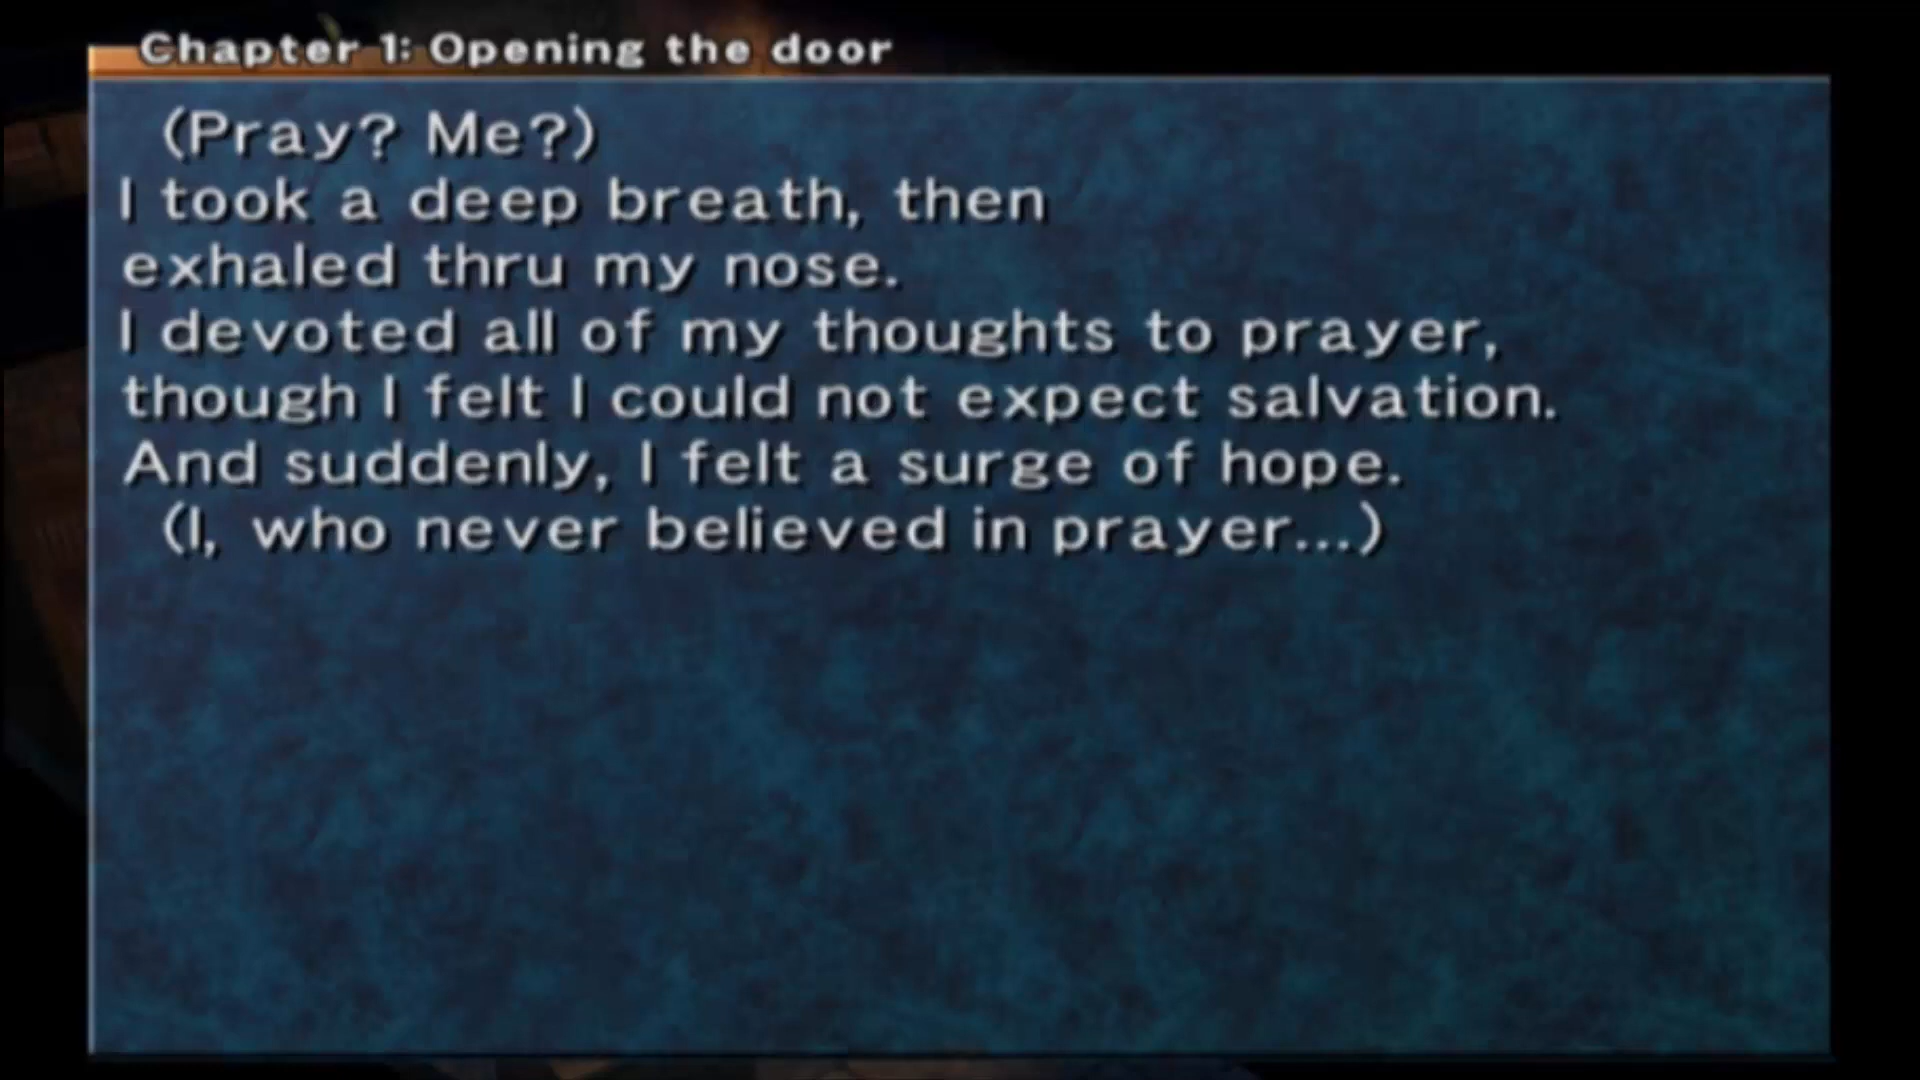 Chapter 1: Opening the door
(Pray? Me?)
I took a deep breath, then
exhaled thru my nose.
I devoted all of my thoughts to prayer,
though I felt I could not expect salvation.
And suddenly, I felt a surge of hope.
(I, who never believed in prayer...)